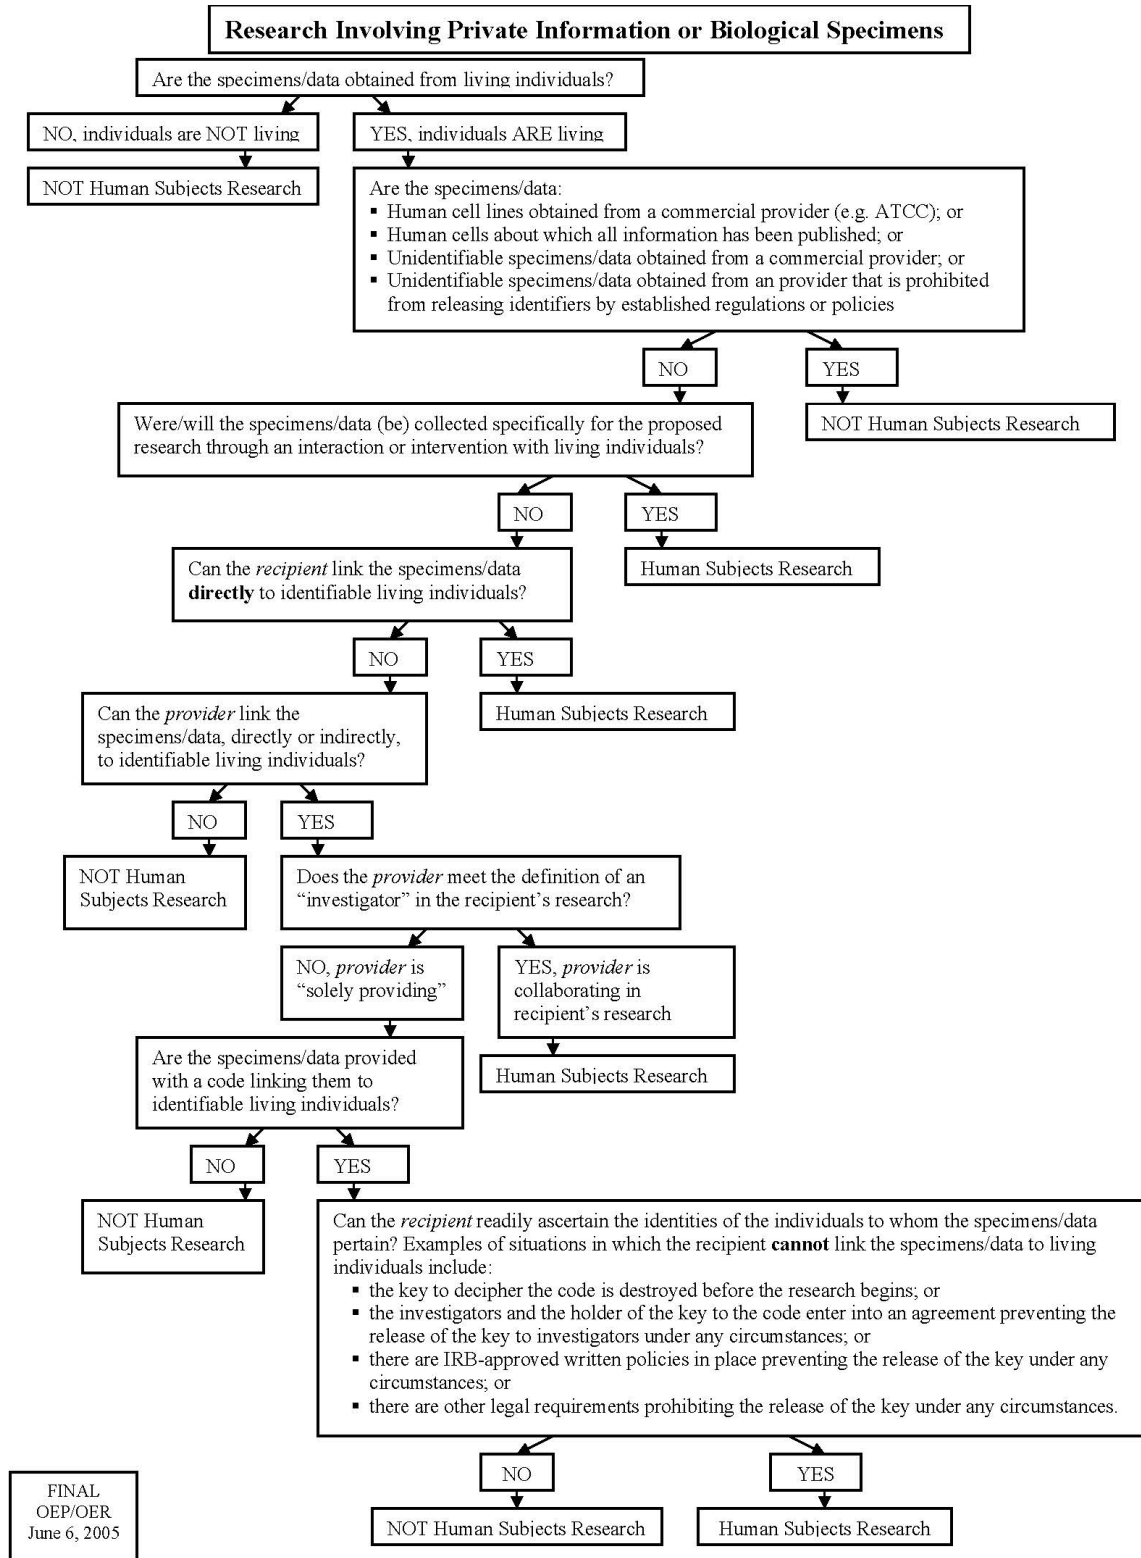 Research Involving Private Information or Biological Specimens
Are the specimens/data obtained from living individuals?
NO, individuals are NOT living
YES, individuals ARE living
NOT Human Subjects Research
Are the specimens/data:
▪ Human cell lines obtained from a commercial provider (e.g. ATCC); or
▪ Human cells about which all information has been published; or
▪ Unidentifiable specimens/data obtained from a commercial provider; or
▪ Unidentifiable specimens/data obtained from an provider that is prohibited
from releasing identifiers by established regulations or policies
NO
YES
NOT Human Subjects Research
Were/will the specimens/data (be) collected specifically for the proposed
research through an interaction or intervention with living individuals?
NO
YES
Human Subjects Research
Can the recipient link the specimens/data
directly to identifiable living individuals?
NO
YES
Human Subjects Research
Can the provider link the
specimens/data, directly or indirectly,
to identifiable living individuals?
NO
YES
NOT Human
Subjects Research
Does the provider meet the definition of an
“investigator” in the recipient’s research?
NO, provider is
“solely providing”
YES, provider is
collaborating in
recipient’s research
Human Subjects Research
Are the specimens/data provided
with a code linking them to
identifiable living individuals?
NO
YES
NOT Human
Subjects Research
Can the recipient readily ascertain the identities of the individuals to whom the specimens/data
pertain? Examples of situations in which the recipient cannot link the specimens/data to living
individuals include:
▪ the key to decipher the code is destroyed before the research begins; or
▪ the investigators and the holder of the key to the code enter into an agreement preventing the
release of the key to investigators under any circumstances; or
▪ there are IRB-approved written policies in place preventing the release of the key under any
circumstances; or
▪ there are other legal requirements prohibiting the release of the key under any circumstances.
NO
YES
NOT Human Subjects Research
Human Subjects Research
FINAL
OEP/OER
June 6, 2005